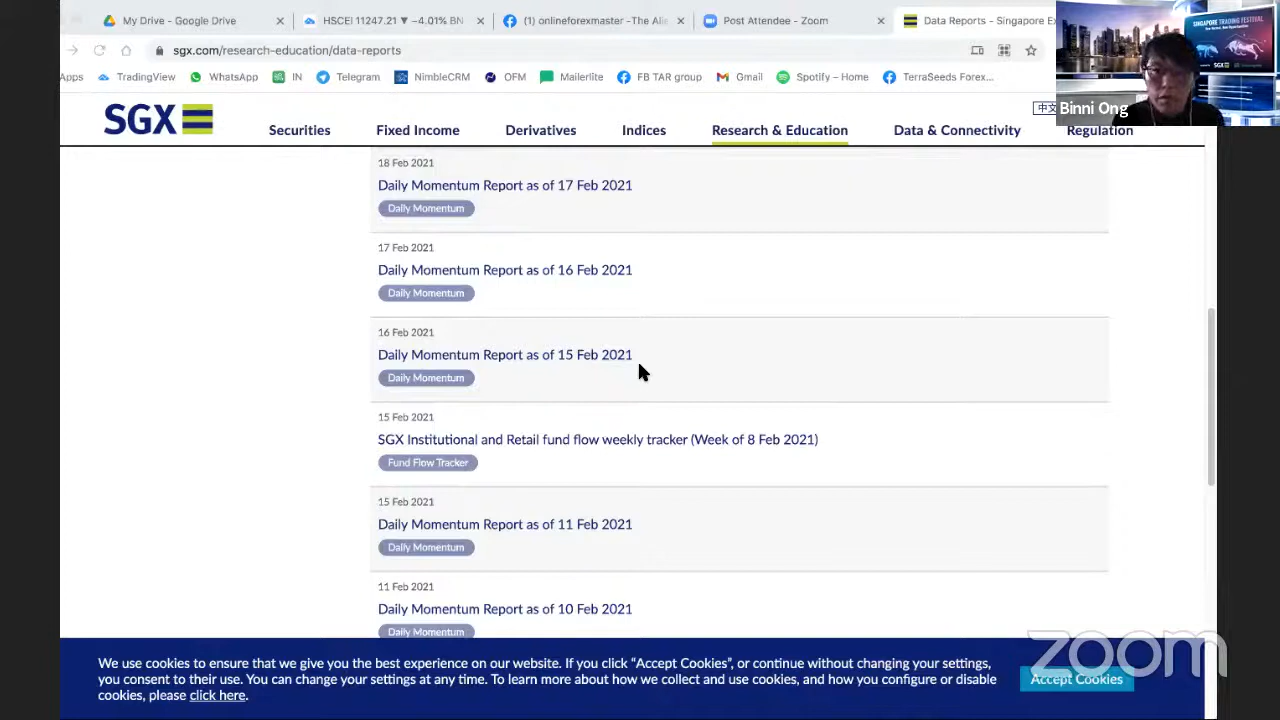 My Drive - Google Drive
HSCEI 11247.21 ▼ −4.01% BN
(1) onlineforexmaster -The Alie
Post Attendee - Zoom
Data Reports - Singapore Ex
sgx.com/research-education/data-reports
Apps
TradingView
WhatsApp
IN
Telegram
NimbleCRM
OFM
Mailerlite
FB TAR group
Gmail
Spotify – Home
TerraSeeds Forex...
SINGAPORE TRADING FESTIVAL
SGX
Binni Ong
中文
SGX
Securities
Fixed Income
Derivatives
Indices
Research & Education
Data & Connectivity
Regulation
18 Feb 2021
Daily Momentum Report as of 17 Feb 2021
Daily Momentum
17 Feb 2021
Daily Momentum Report as of 16 Feb 2021
Daily Momentum
16 Feb 2021
Daily Momentum Report as of 15 Feb 2021
Daily Momentum
15 Feb 2021
SGX Institutional and Retail fund flow weekly tracker (Week of 8 Feb 2021)
Fund Flow Tracker
15 Feb 2021
Daily Momentum Report as of 11 Feb 2021
Daily Momentum
11 Feb 2021
Daily Momentum Report as of 10 Feb 2021
Daily Momentum
We use cookies to ensure that we give you the best experience on our website. If you click “Accept Cookies”, or continue without changing your settings,
you consent to their use. You can change your settings at any time. To learn more about how we collect and use cookies, and how you configure or disable
cookies, please click here.
Accept Cookies
zoom